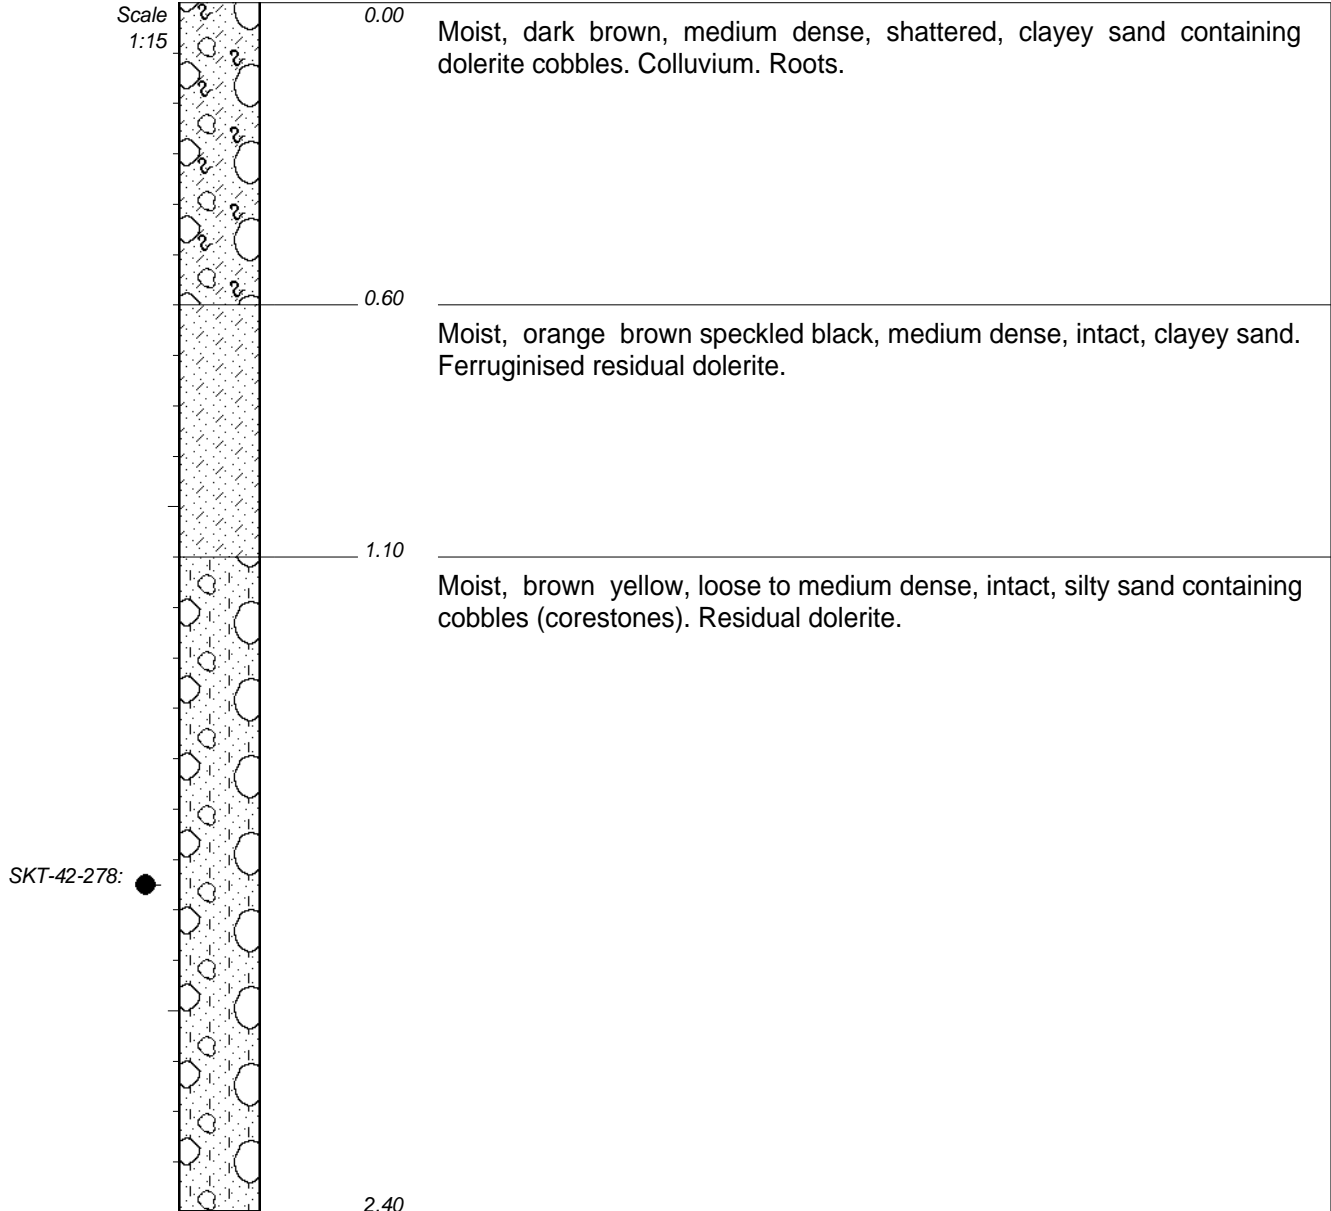 Scale
1:15
0.00
Moist, dark brown, medium dense, shattered, clayey sand containing
dolerite cobbles. Colluvium. Roots.
0.60
Moist, orange brown speckled black, medium dense, intact, clayey sand.
Ferruginised residual dolerite.
1.10
Moist, brown yellow, loose to medium dense, intact, silty sand containing
cobbles (corestones). Residual dolerite.
SKT-42-278:
2.40